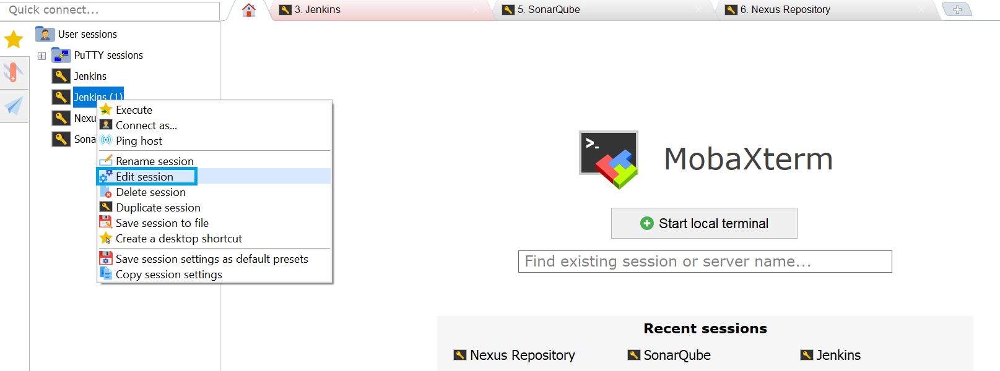 Quick connect...
3. Jenkins
5. SonarQube
6. Nexus Repository
User sessions
PuTTY sessions
Jenkins
Jenkins (1)
Nexu
Sona
Execute
Connect as...
Ping host
Rename session
Edit session
Delete session
Duplicate session
Save session to file
Create a desktop shortcut
Save session settings as default presets
Copy session settings
>_
MobaXterm
Start local terminal
Find existing session or server name...
Recent sessions
Nexus Repository
SonarQube
Jenkins